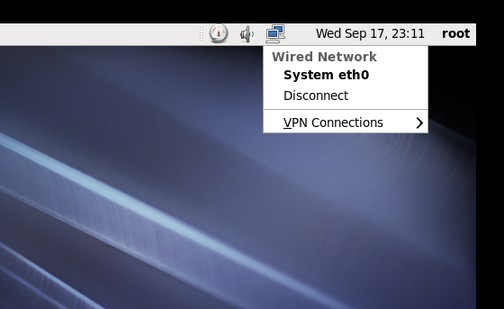 Wed Sep 17, 23:11 root
Wired Network
System eth0
Disconnect
VPN Connections